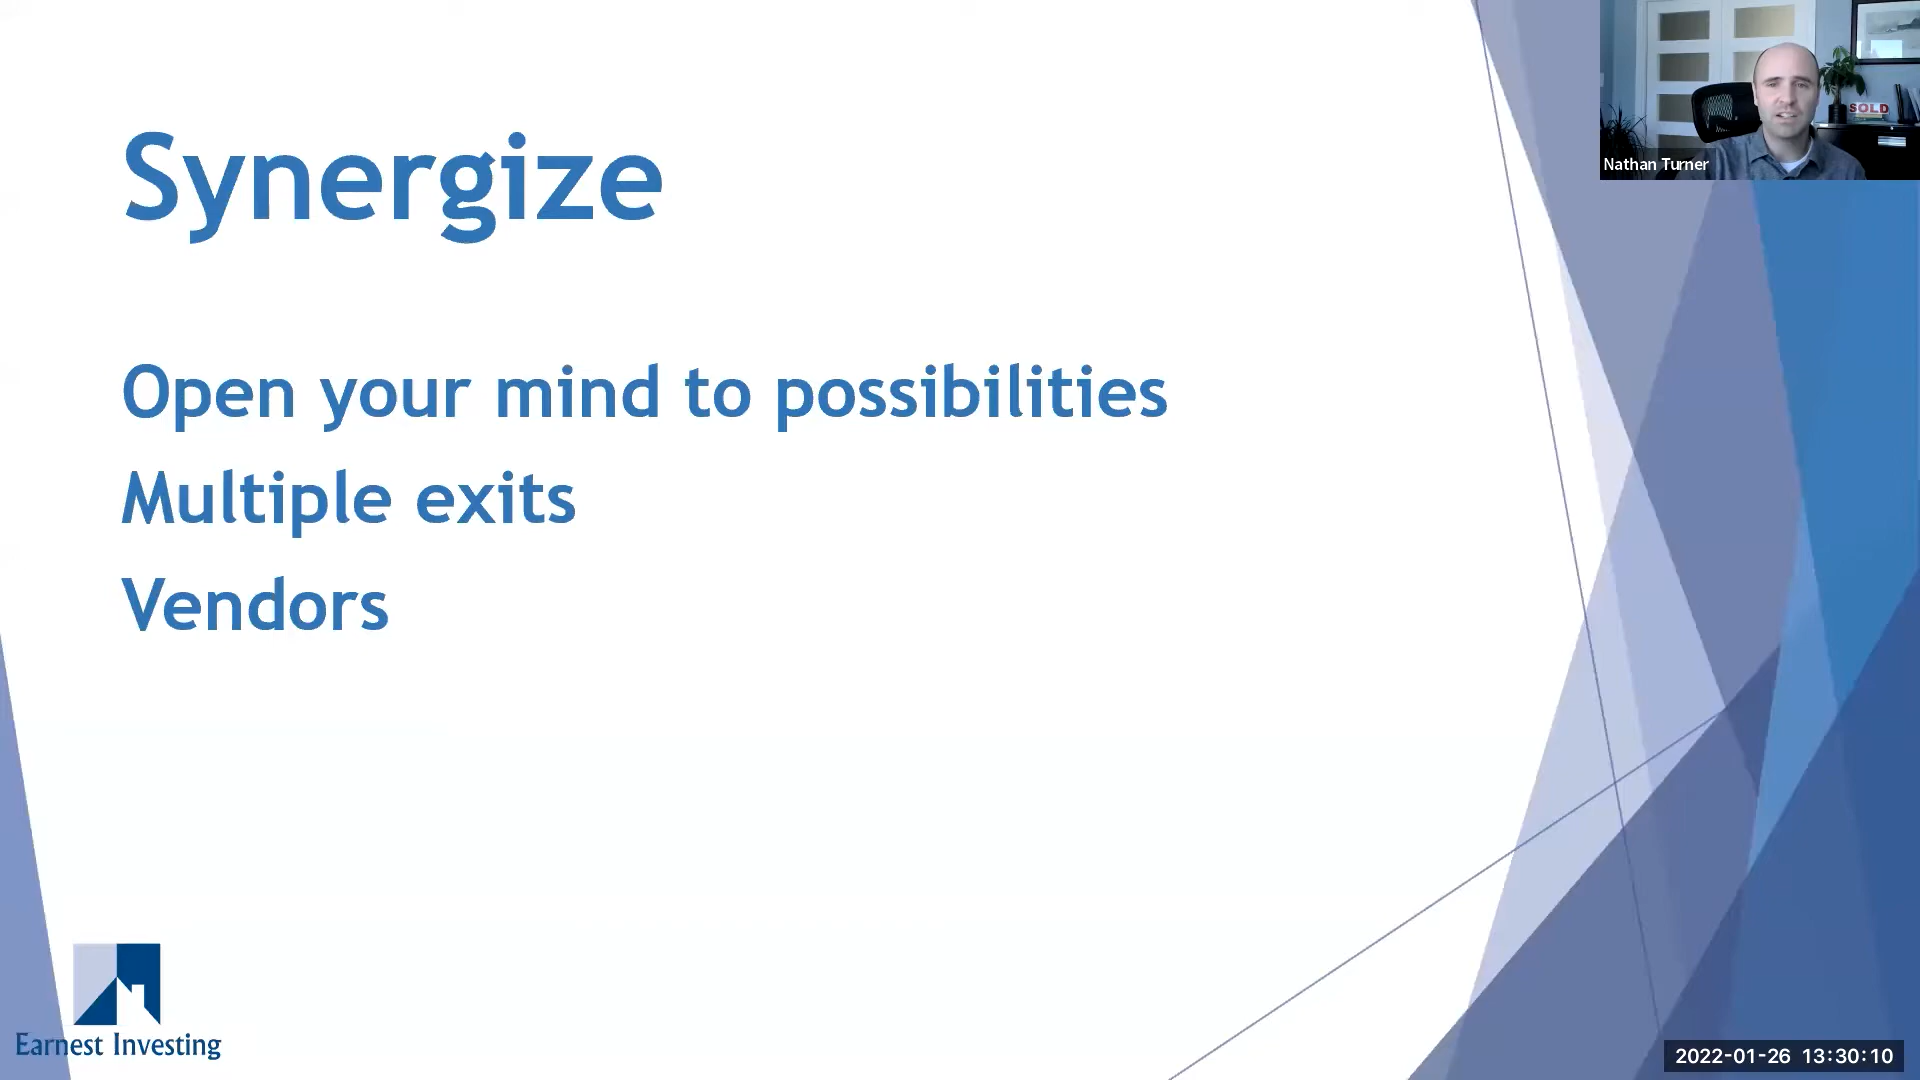 Synergize
Open your mind to possibilities
Multiple exits
Vendors
SOLD
Nathan Turner
Earnest Investing
2022-01-26 13:30:10